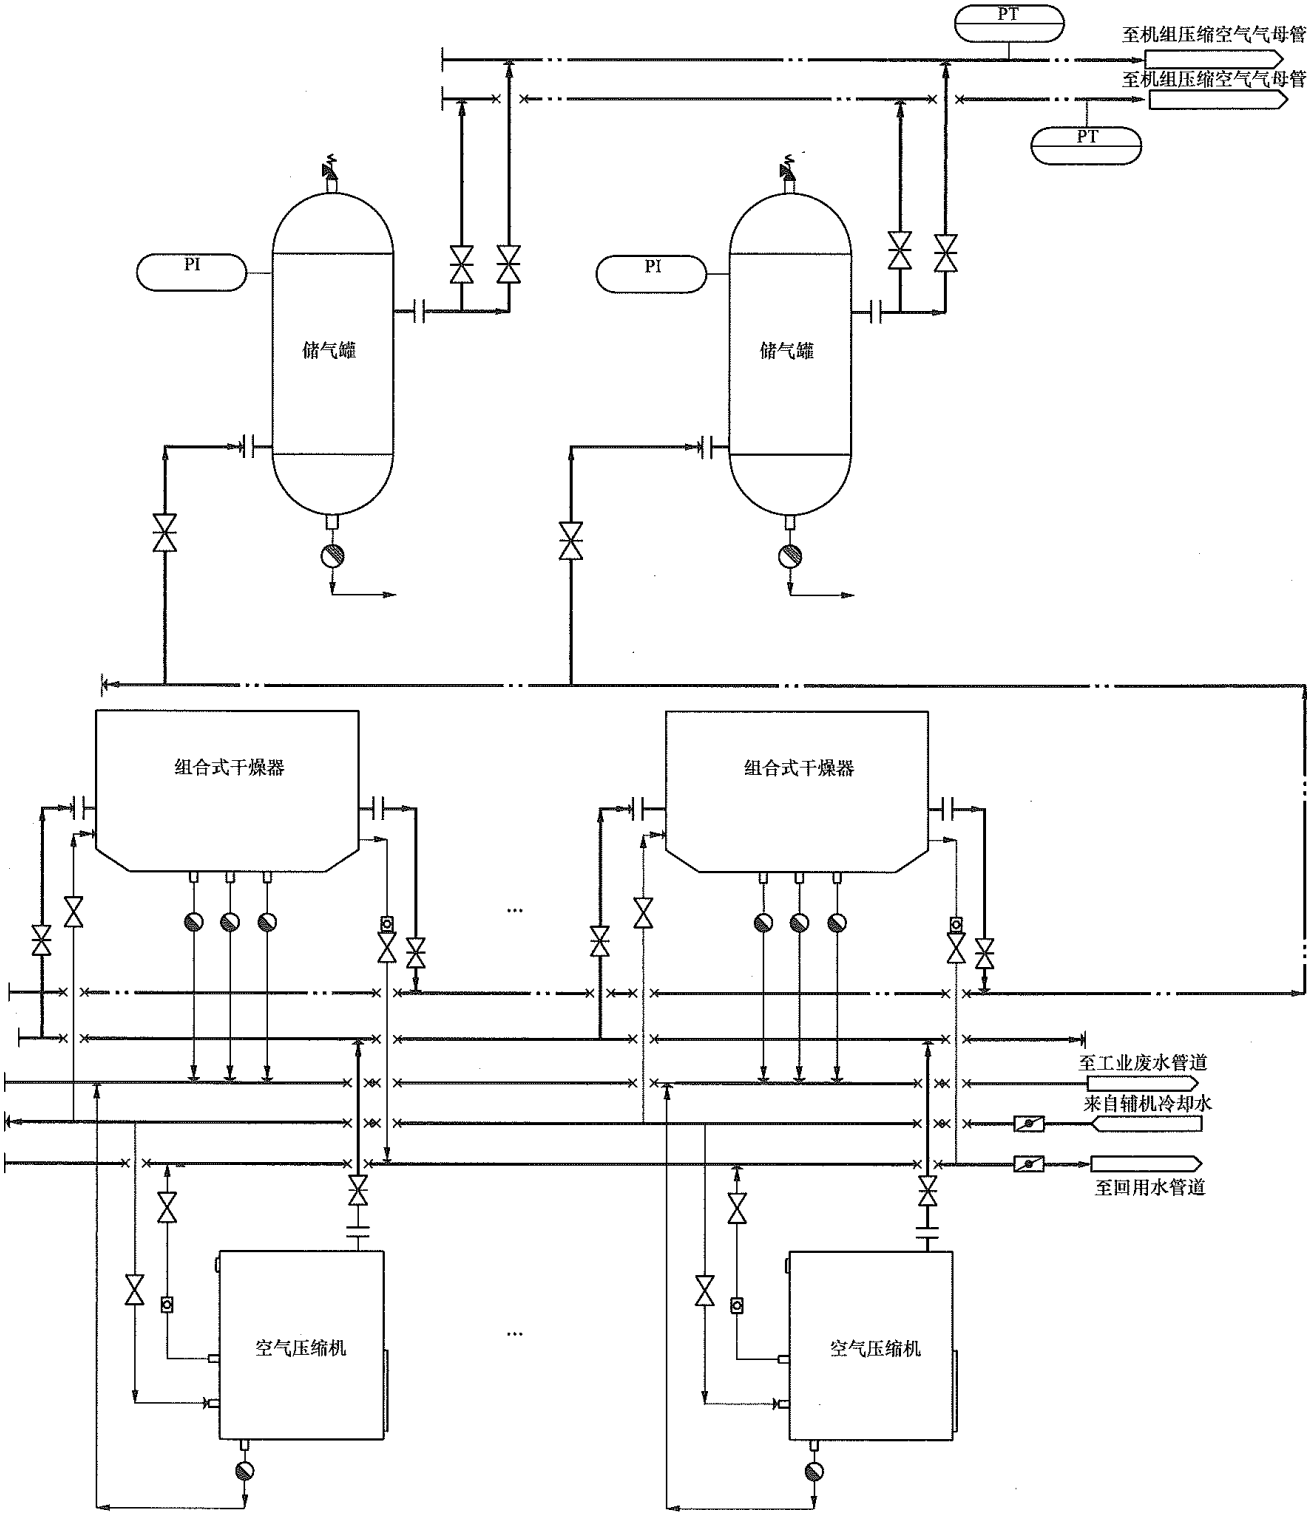 PT
至机组压缩空气气母管
至机组压缩空气气母管
PT
PI
PI
储气罐
储气罐
组合式干燥器
组合式干燥器
...
至工业废水管道
来自辅机冷却水
至回用水管道
空气压缩机
...
空气压缩机